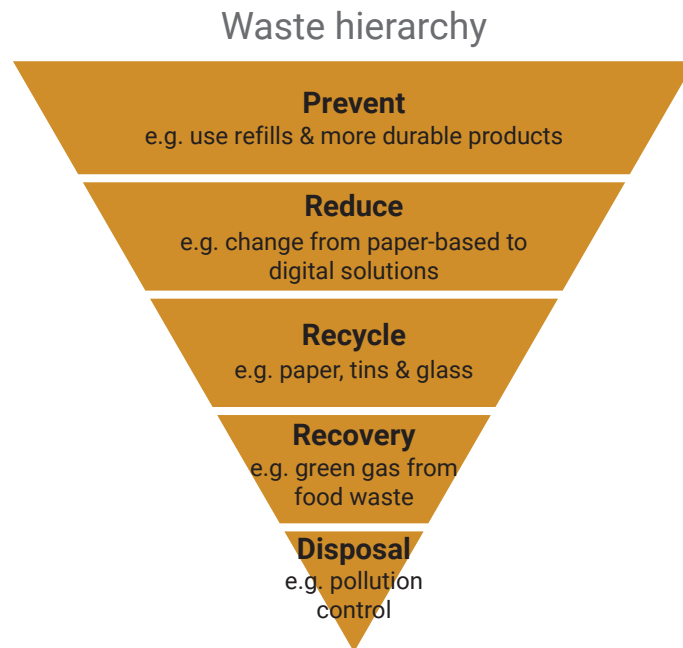 Waste hierarchy
Prevent
e.g. use refills & more durable products
Reduce
e.g. change from paper-based to
digital solutions
Recycle
e.g. paper, tins & glass
Recovery
e.g. green gas from
food waste
Disposal
e.g. pollution
control